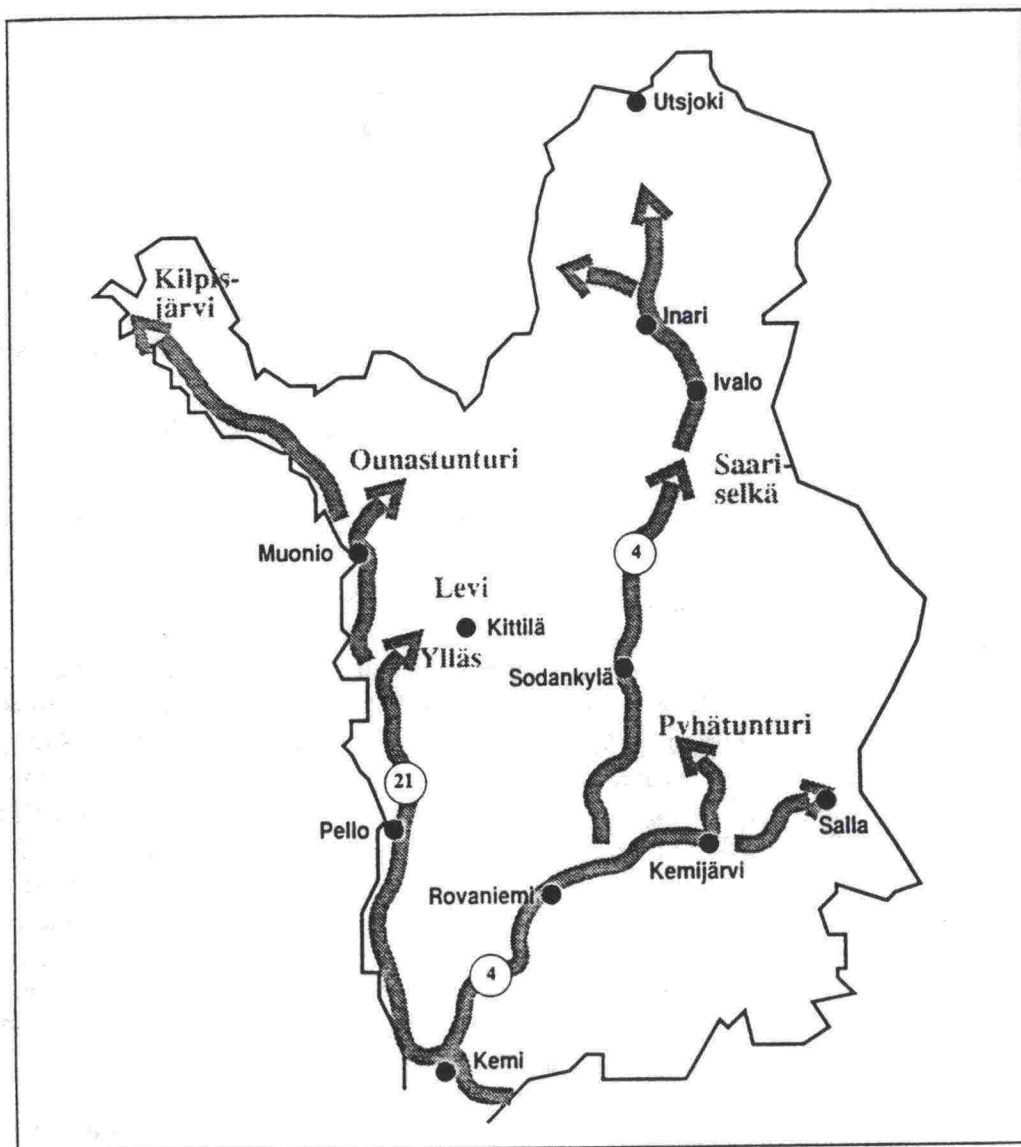 Utsjoki
Kilpis-
järvi
Inari
Ivalo
Ounastunturi
Saari-
selkä
Muonio
4
Levi
Kittilä
Ylläs
Sodankylä
Pyhätunturi
21
Pello
Salla
Kemijärvi
Rovaniemi
4
Kemi